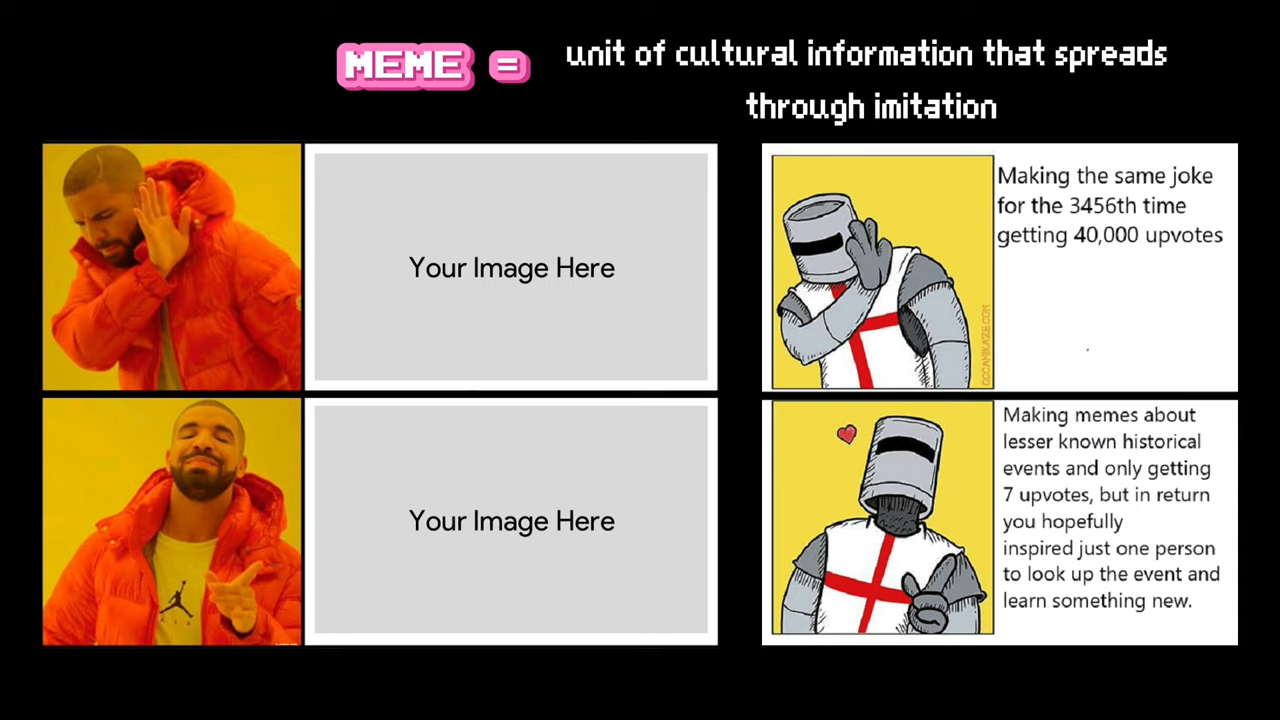 MEME =
unit of cultural information that spreads
through imitation
Your Image Here
Your Image Here
Making the same joke
for the 3456th time
getting 40,000 upvotes
COCAMIKAZE.COM
Making memes about
lesser known historical
events and only getting
7 upvotes, but in return
you hopefully
inspired just one person
to look up the event and
learn something new.